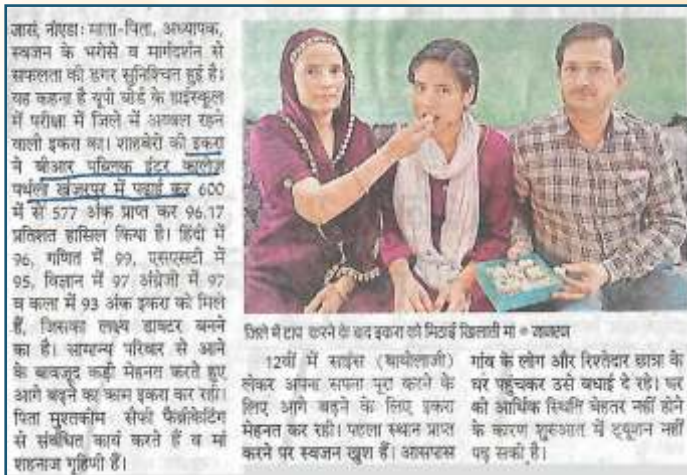 जासं, नोएडा: माता-पिता, अध्यापक,
स्वजन के भरोसे व मार्गदर्शन से
सफलता की डगर सुनिश्चित हुई है।
यह कहना है यूपी बोर्ड के हाईस्कूल
में परीक्षा में जिले में अव्वल रहने
वाली इकरा का। शाहबेरी की इकरा
ने बीआर पब्लिक इंटर कालेज
पर्थला खंजरपर में पढ़ाई कर 600
में से 577 अंक प्राप्त कर 96.17
प्रतिशत हासिल किया है। हिंदी में
96, गणित में 99, एसएसटी में
95, विज्ञान में 97 अंग्रेजी में 97
व कला में 93 अंक इकरा को मिले
हैं, जिसका लक्ष्य डाक्टर बनने
का है। सामान्य परिवार से आने
के बावजूद कड़ी मेहनत करते हुए
आगे बढ़ने का काम इकरा कर रही।
पिता मुश्तकीम सैफी फैब्रीकेटिंग
से संबंधित कार्य करते हैं व मां
शहनाज गृहिणी हैं।
जिले में टाप करने के बाद इकरा को मिठाई खिलाती मां ● जागरण
12वीं में साइंस (बायोलाजी)
लेकर अपना सपना पूरा करने के
लिए आगे बढ़ने के लिए इकरा
मेहनत कर रही। पहला स्थान प्राप्त
करने पर स्वजन खुश हैं। आसपास
गांव के लोग और रिश्तेदार छात्रा के
घर पहुंचकर उसे बधाई दे रहे। घर
की आर्थिक स्थिति बेहतर नहीं होने
के कारण शुरुआत में ट्यूशन नहीं
पढ़ सकी है।